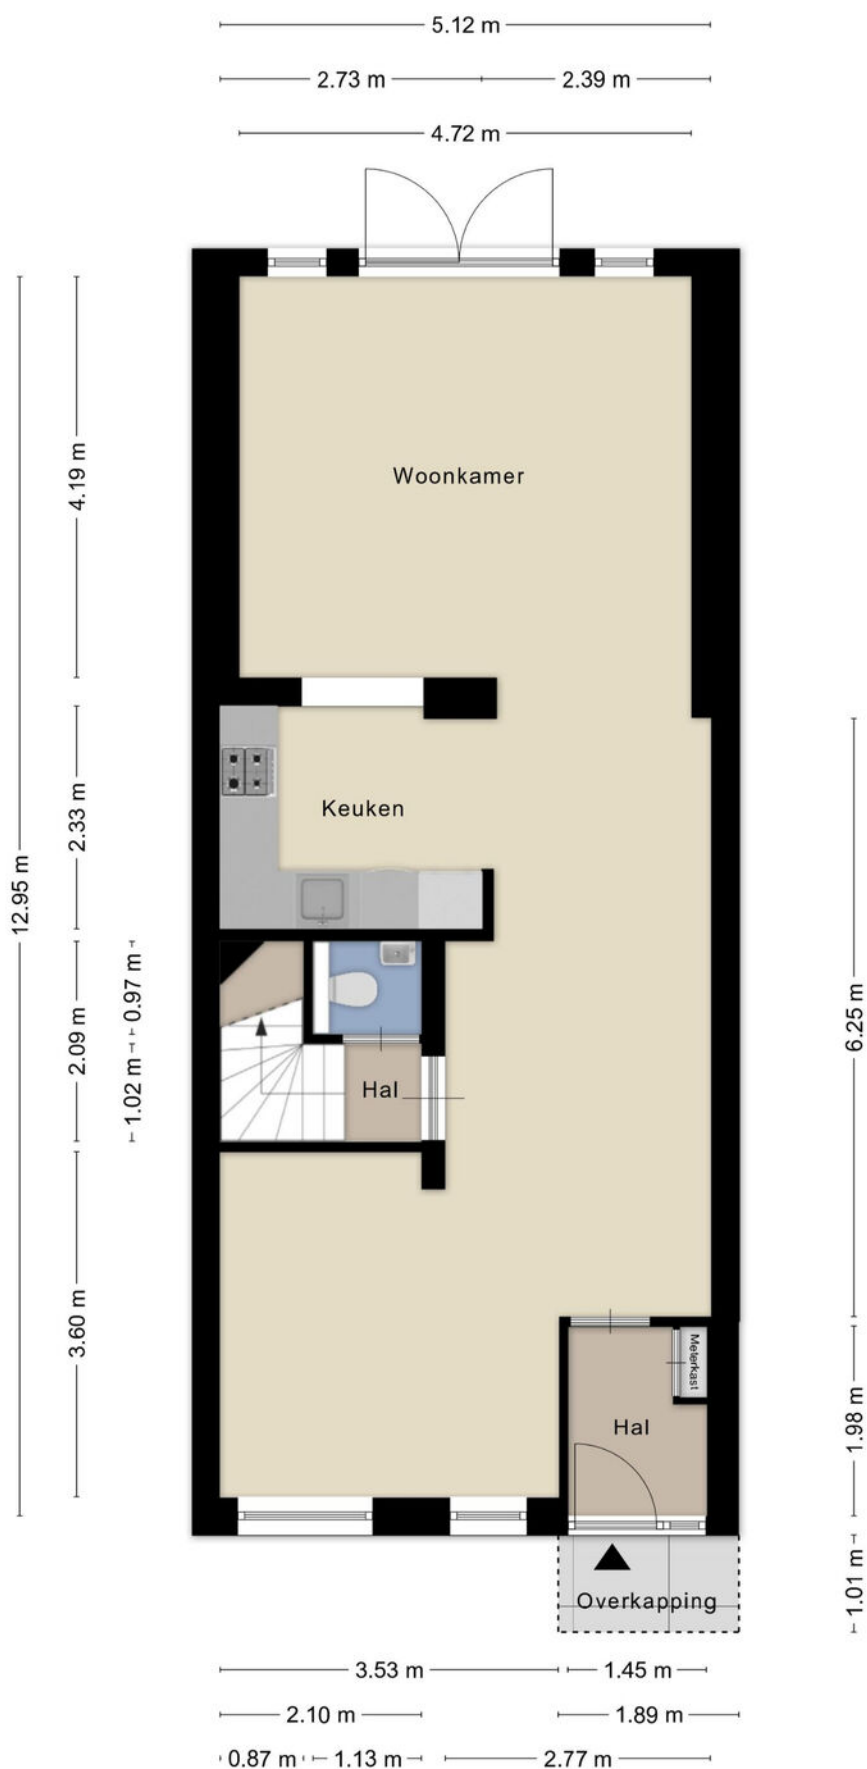 5.12 m
2.73 m
2.39 m
4.72 m
4.19 m
Woonkamer
2.33 m
Keuken
12.95 m
6.25 m
2.09 m
0.97 m
1.02 m
Hal
3.60 m
Meterkast
Hal
1.98 m
1.01 m
Overkapping
3.53 m
1.45 m
2.10 m
1.89 m
0.87 m
1.13 m
2.77 m